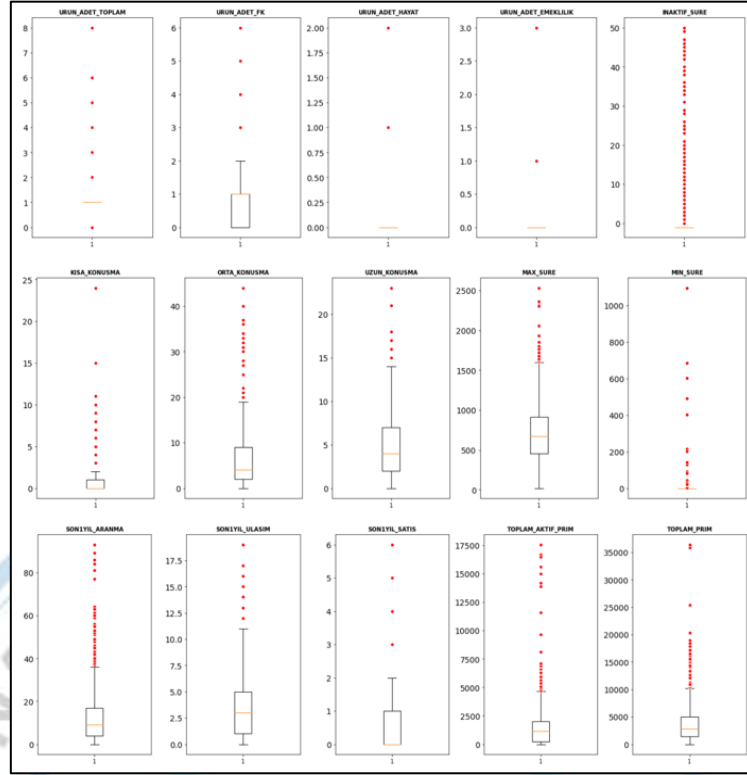 URUN_ADET_TOPLAM URUN_ADET_FK URUN_ADET_HAYAT URUN_ADET_EMEKLILIK INAKTIF_SURE
8 7 6 5 4 3 2 1 0
6 5 4 3 2 1 0
2.00 1.75 1.50 1.25 1.00 0.75 0.50 0.25 0.00
3.0 2.5 2.0 1.5 1.0 0.5 0.0
50 40 30 20 10 0
1 1 1 1 1
KISA_KONUSMA ORTA_KONUSMA UZUN_KONUSMA MAX_SURE MIN_SURE
25 20 15 10 5 0
40 30 20 10 0
20 15 10 5 0
2500 2000 1500 1000 500 0
1000 800 600 400 200 0
1 1 1 1 1
SON1YIL_ARANMA SON1YIL_ULASIM SON1YIL_SATIS TOPLAM_AKTIF_PRIM TOPLAM_PRIM
80 60 40 20 0
17.5 15.0 12.5 10.0 7.5 5.0 2.5 0.0
6 5 4 3 2 1 0
17500 15000 12500 10000 7500 5000 2500 0
35000 30000 25000 20000 15000 10000 5000 0
1 1 1 1 1